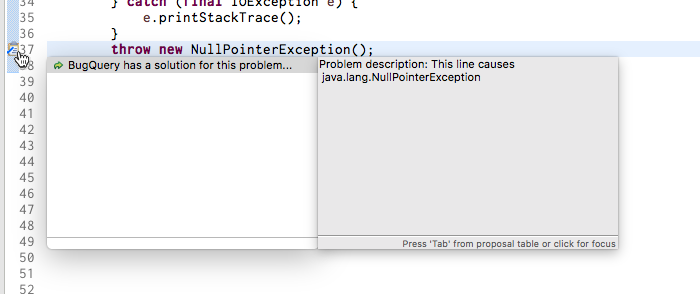 34 } catch (final IOException e) {
35 e.printStackTrace();
36 }
37 throw new NullPointerException();
38 BugQuery has a solution for this problem... Problem description: This line causes
39 java.lang.NullPointerException
40
41
42
43
44
45
46
47
48
49 Press 'Tab' from proposal table or click for focus
50
51
52